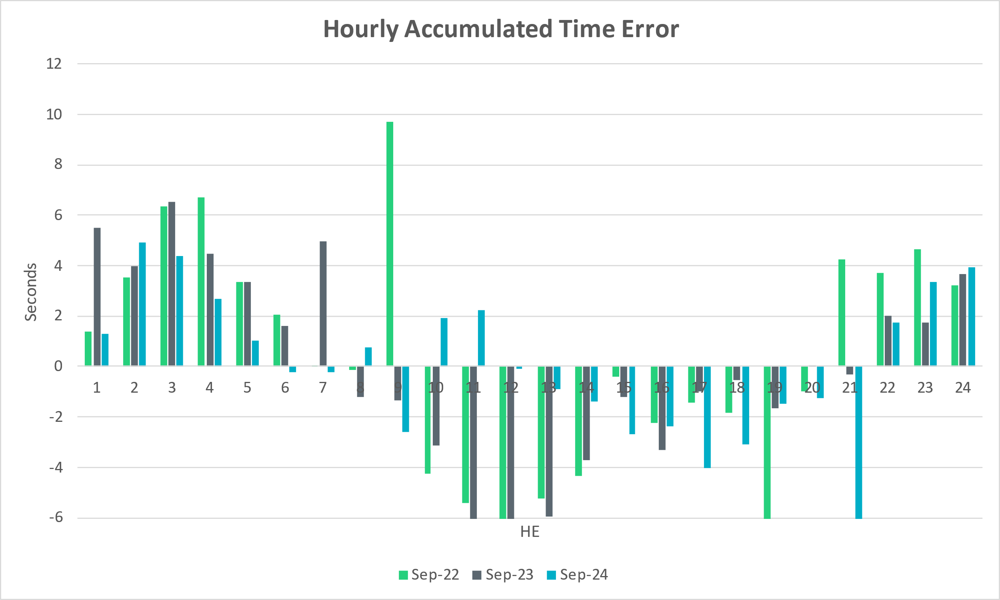 Hourly Accumulated Time Error
12
10
8
6
4
2
0
-2
-4
-6
Seconds
1 2 3 4 5 6 7 8 9 10 11 12 13 14 15 16 17 18 19 20 21 22 23 24
HE
Sep-22 Sep-23 Sep-24